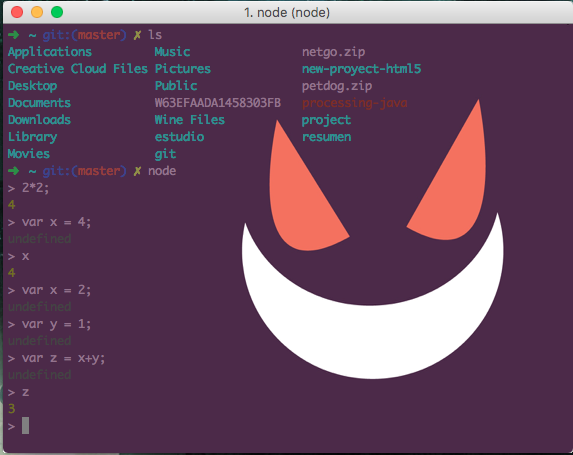 1. node (node)
➜ ~ git:(master) ✗ ls
Applications Music netgo.zip
Creative Cloud Files Pictures new-proyect-html5
Desktop Public petdog.zip
Documents W63EFAADA1458303FB processing-java
Downloads Wine Files project
Library estudio resumen
Movies git
➜ ~ git:(master) ✗ node
> 2*2;
4
> var x = 4;
undefined
> x
4
> var x = 2;
undefined
> var y = 1;
undefined
> var z = x+y;
undefined
> z
3
>